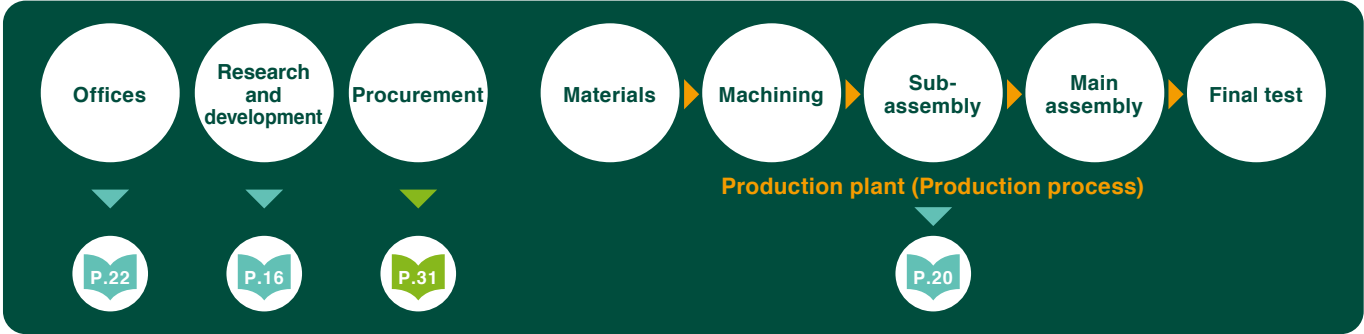 Offices
Research
and
development
Procurement
Materials
Machining
Sub-
assembly
Main
assembly
Final test
Production plant (Production process)
P.22
P.16
P.31
P.20